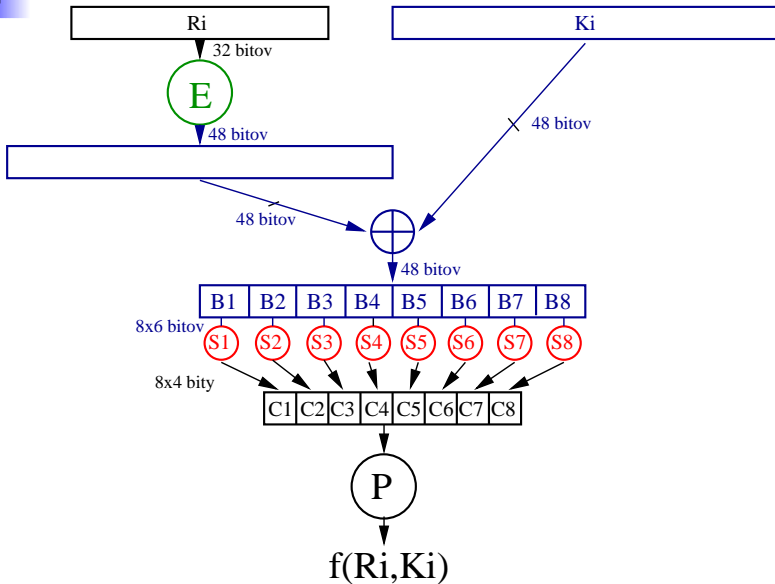 Ri
Ki
32 bitov
E
48 bitov
48 bitov
48 bitov
48 bitov
B1 B2 B3 B4 B5 B6 B7 B8
8x6 bitov
S1 S2 S3 S4 S5 S6 S7 S8
8x4 bity
C1 C2 C3 C4 C5 C6 C7 C8
P
f(Ri,Ki)